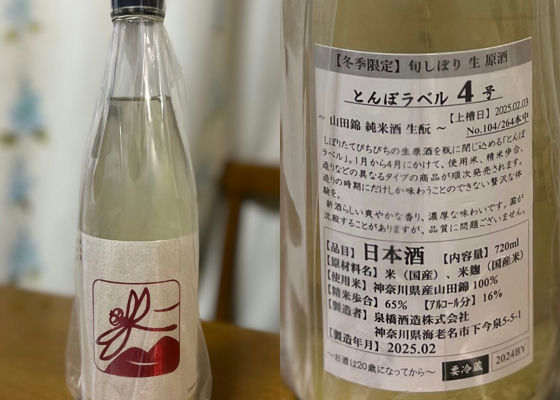 【冬季限定】旬しぼり 生 原酒
とんぼラベル 4 号
～ 山田錦 純米酒 生酛 ～
【上槽日】2025.02.03
No.104/264本中
しぼりたてぴちぴちの生原酒を瓶に閉じ込める「とんぼ
ラベル」。1月から4月にかけて、使用米、精米歩合、
造りなどの異なるタイプの商品が順次発売されます。
造りの時期にだけしか味わうことのできない贅沢な体
験を。
新酒らしい爽やかな香り、濃厚な味わいです。蔵が
沈殿することがありますが、品質に問題ございません。
【品目】日本酒 【内容量】720ml
【原材料名】米（国産）、米麹（国産米）
【使用米】神奈川県産山田錦 100%
【精米歩合】65% 【アルコール分】16%
【製造者】泉橋酒造株式会社
神奈川県海老名市下今泉5-5-1
【製造年月】2025.02
～お酒は20歳になってから～ 要冷蔵 2024BY